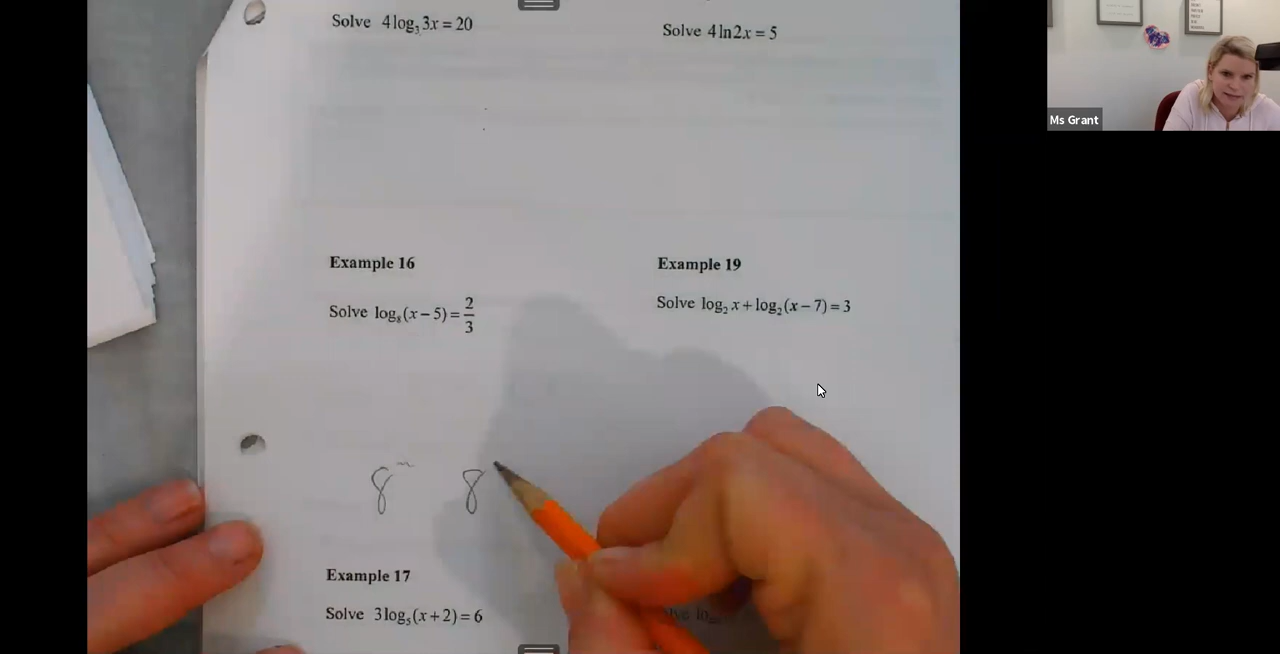 Solve 4log₃3x = 20
Solve 4ln2x = 5
Ms Grant
Example 16
Solve log₈(x−5) = 2/3
Example 19
Solve log₂x + log₂(x−7) = 3
8 8
Example 17
Solve 3log₅(x+2) = 6